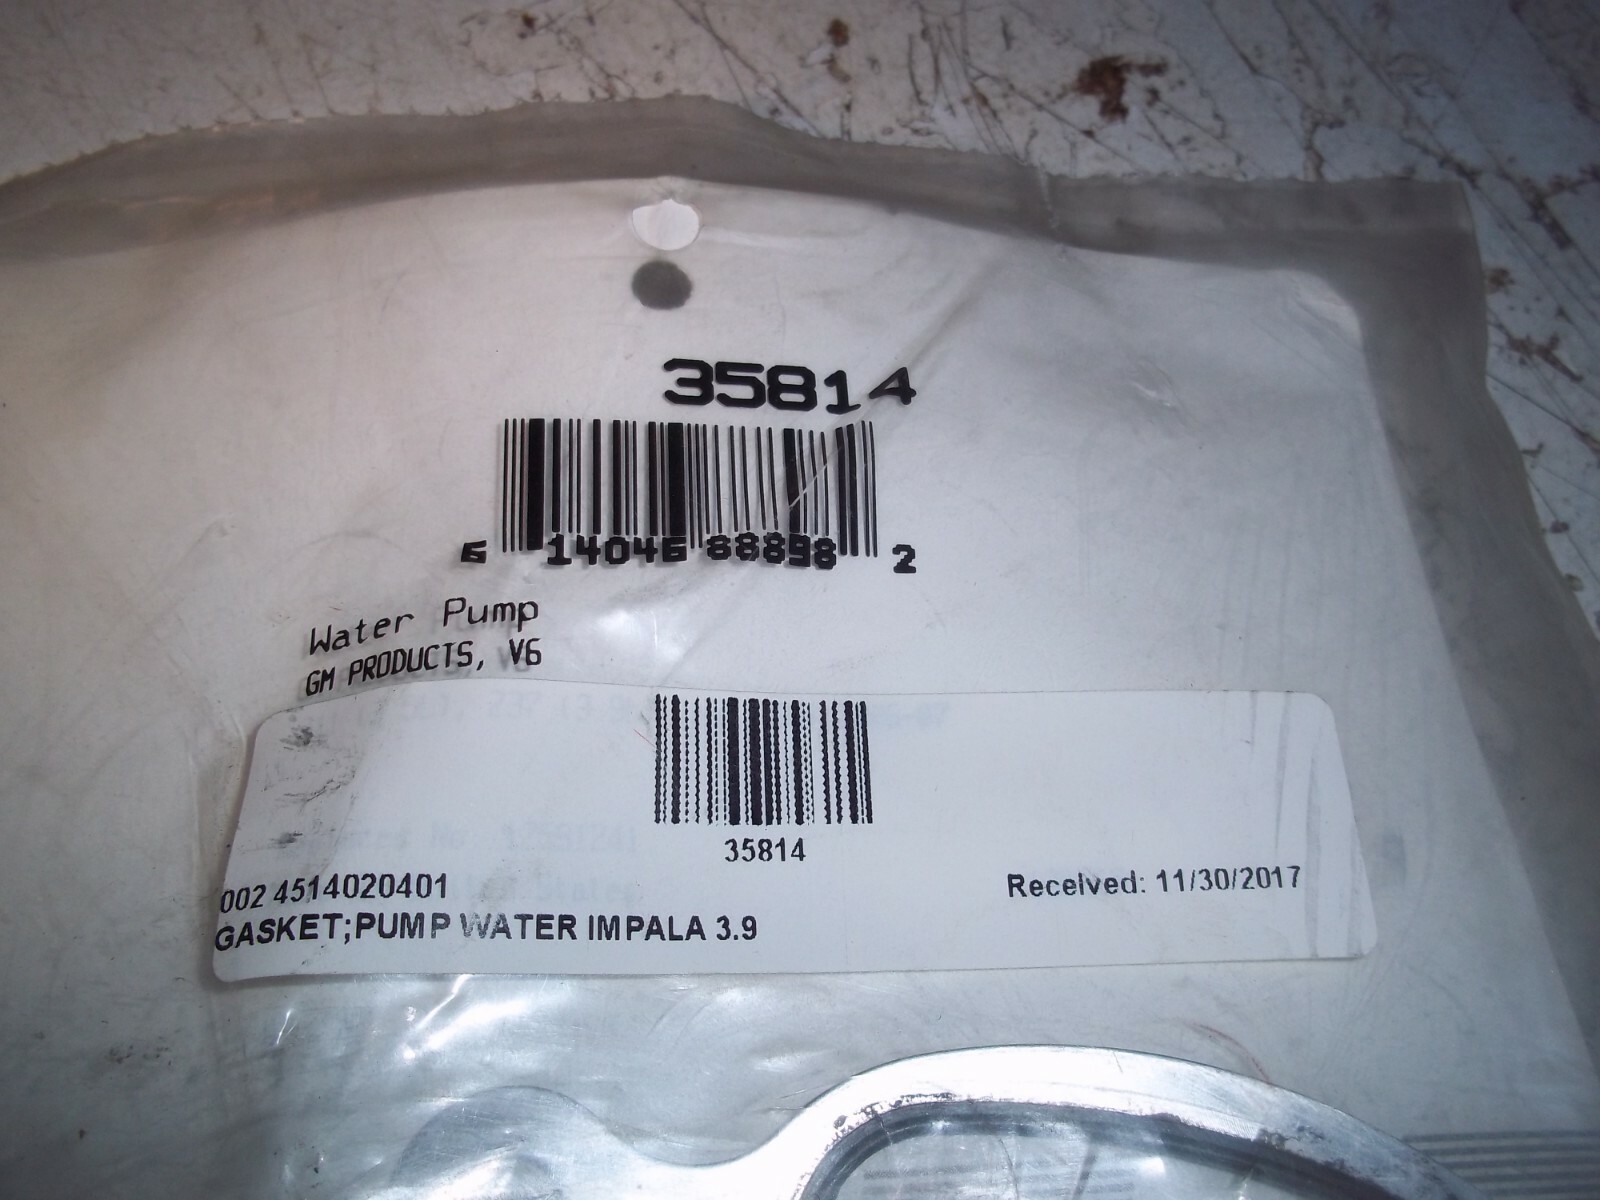 35814
6 14046 88898 2
Water Pump
GM PRODUCTS, V6
35814
002 4514020401
Received: 11/30/2017
GASKET;PUMP WATER IMPALA 3.9